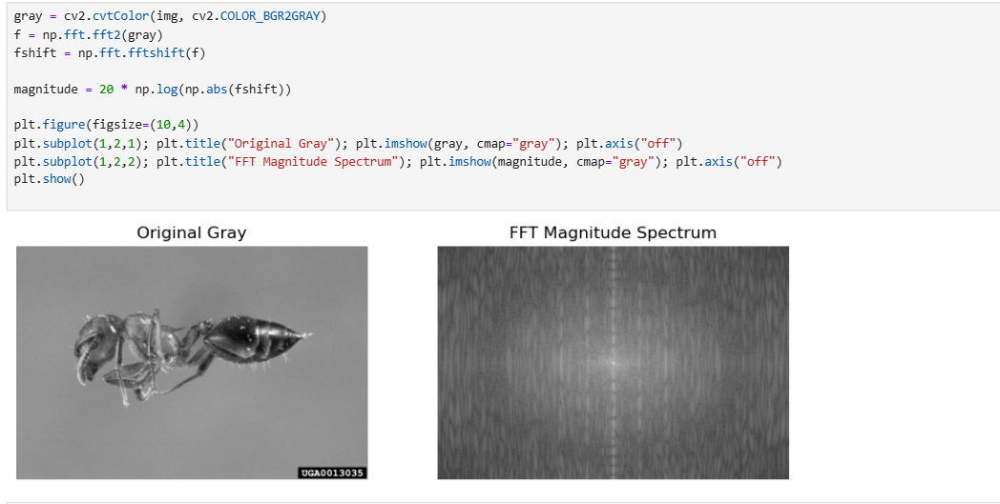 gray = cv2.cvtColor(img, cv2.COLOR_BGR2GRAY)
f = np.fft.fft2(gray)
fshift = np.fft.fftshift(f)
magnitude = 20 * np.log(np.abs(fshift))
plt.figure(figsize=(10,4))
plt.subplot(1,2,1); plt.title("Original Gray"); plt.imshow(gray, cmap="gray"); plt.axis("off")
plt.subplot(1,2,2); plt.title("FFT Magnitude Spectrum"); plt.imshow(magnitude, cmap="gray"); plt.axis("off")
plt.show()
Original Gray
FFT Magnitude Spectrum
UGA0013035